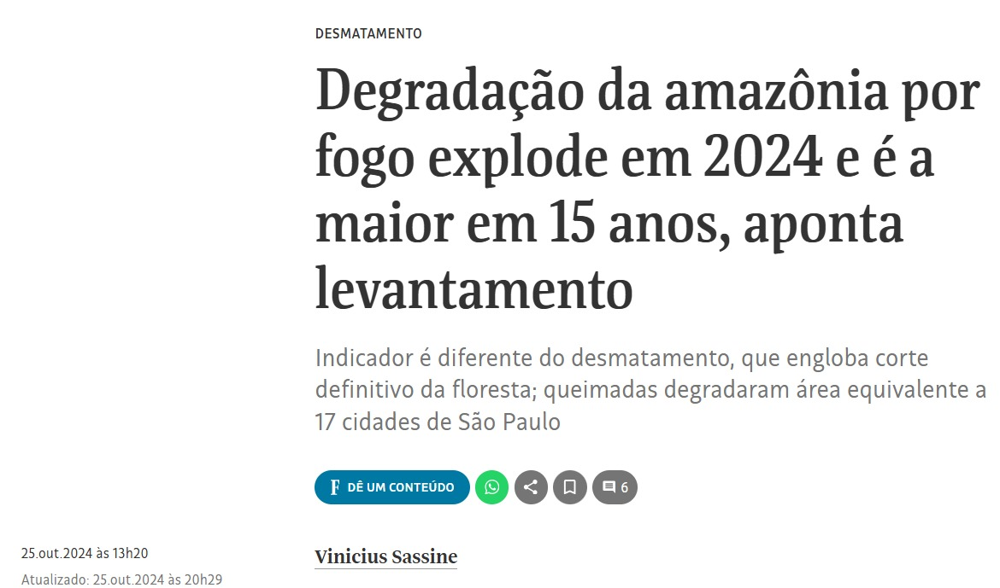 DESMATAMENTO
Degradação da amazônia por
fogo explode em 2024 e é a
maior em 15 anos, aponta
levantamento
Indicador é diferente do desmatamento, que engloba corte
definitivo da floresta; queimadas degradaram área equivalente a
17 cidades de São Paulo
F DÊ UM CONTEÚDO 6
25.out.2024 às 13h20
Atualizado: 25.out.2024 às 20h29
Vinicius Sassine